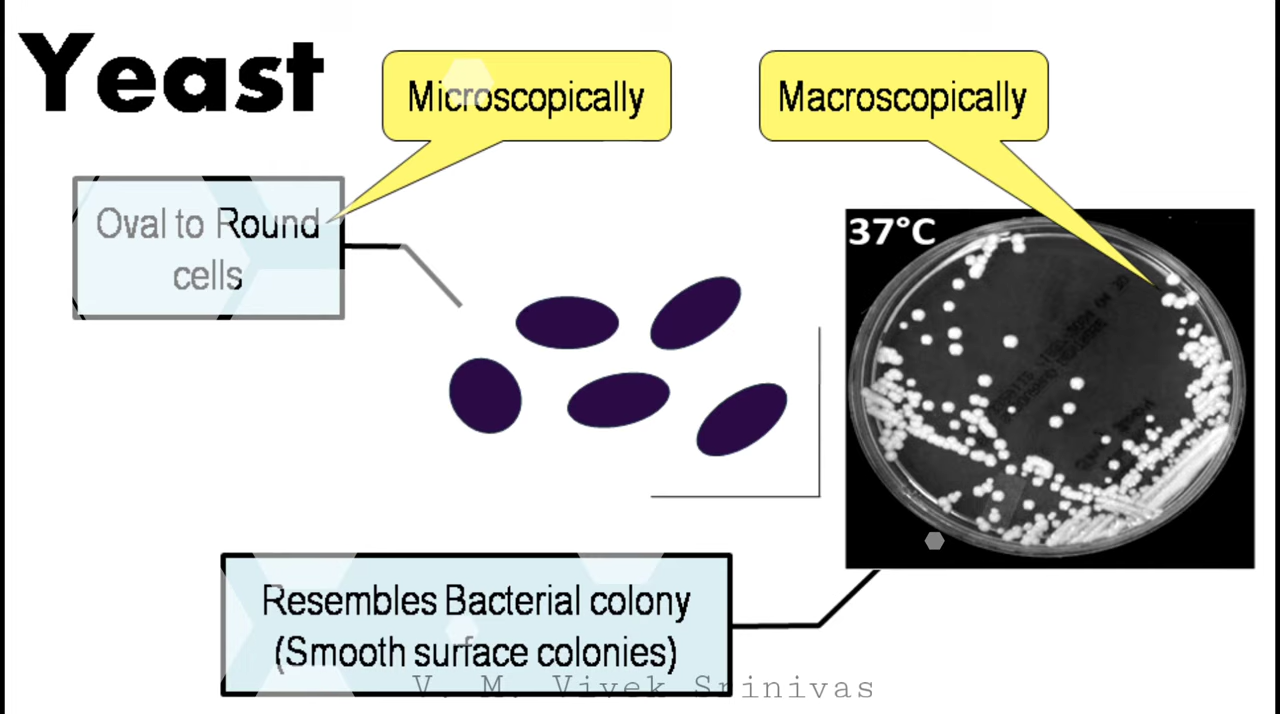 Yeast
Microscopically
Macroscopically
Oval to Round
cells
37°C
Resembles Bacterial colony
(Smooth surface colonies)
V. M. Vivek Srinivas